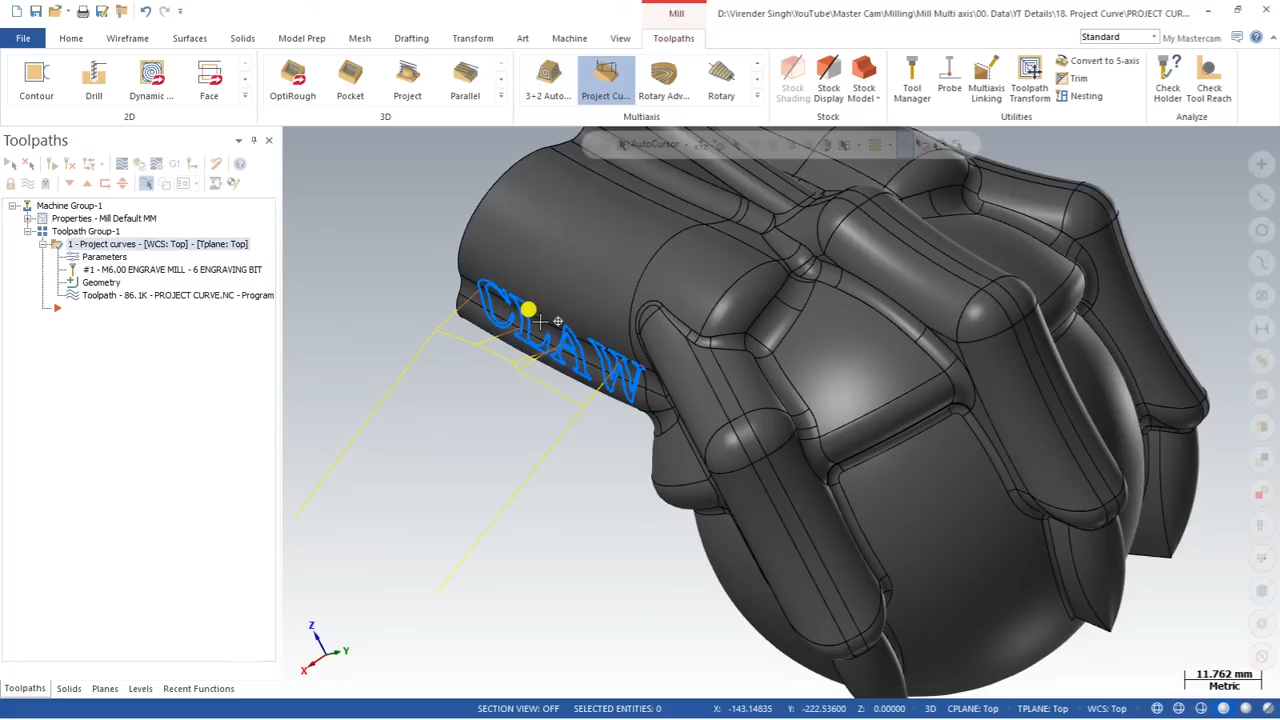 Mill
D:\Virender Singh\YouTube\Master Cam\Milling\Mill Multi axis\00. Data\YT Details\18. Project Curve\PROJECT CUR...
File Home Wireframe Surfaces Solids Model Prep Mesh Drafting Transform Art Machine View Toolpaths
Standard My Mastercam
Contour Drill Dynamic ... Face
OptiRough Pocket Project Parallel
3+2 Auto... Project Cu... Rotary Adv... Rotary
Stock Shading Stock Display Stock Model
Tool Manager Probe Multiaxis Linking Toolpath Transform
Convert to 5-axis
Trim
Nesting
Check Holder Check Tool Reach
2D 3D Multiaxis Stock Utilities Analyze
Toolpaths
AutoCursor
G1
Machine Group-1
Properties - Mill Default MM
Toolpath Group-1
1 - Project curves - [WCS: Top] - [Tplane: Top]
Parameters
#1 - M6.00 ENGRAVE MILL - 6 ENGRAVING BIT
Geometry
Toolpath - 86.1K - PROJECT CURVE.NC - Program
CLAW
Z
Y
X
11.762 mm
Metric
Toolpaths Solids Planes Levels Recent Functions
SECTION VIEW: OFF SELECTED ENTITIES: 0 X: -143.14835 Y: -222.53600 Z: 0.00000 3D CPLANE: Top TPLANE: Top WCS: Top